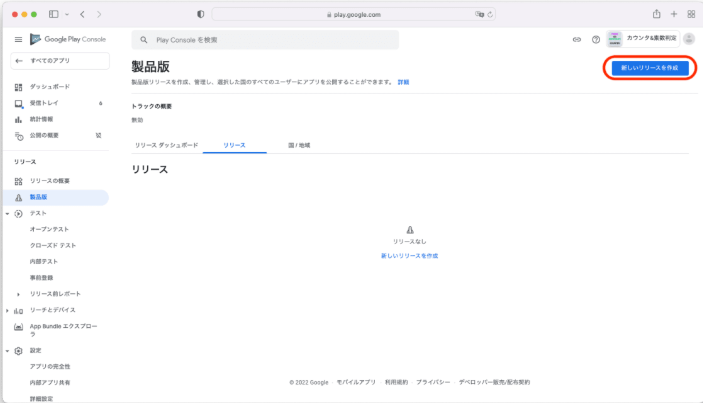 play.google.com
Google Play Console
Play Console を検索
カウンタ&素数判定
すべてのアプリ
製品版
新しいリリースを作成
製品版リリースを作成、管理し、選択した国のすべてのユーザーにアプリを公開することができます。 詳細
ダッシュボード
受信トレイ 6
統計情報
公開の概要
トラックの概要
無効
リリース ダッシュボード リリース 国 / 地域
リリース
リリース
リリースの概要
製品版
テスト
オープンテスト
クローズド テスト
内部テスト
事前登録
リリース前レポート
リーチとデバイス
App Bundle エクスプローラ
設定
アプリの完全性
内部アプリ共有
詳細設定
リリースなし
新しいリリースを作成
© 2022 Google · モバイルアプリ · 利用規約 · プライバシー · デベロッパー販売/配布契約